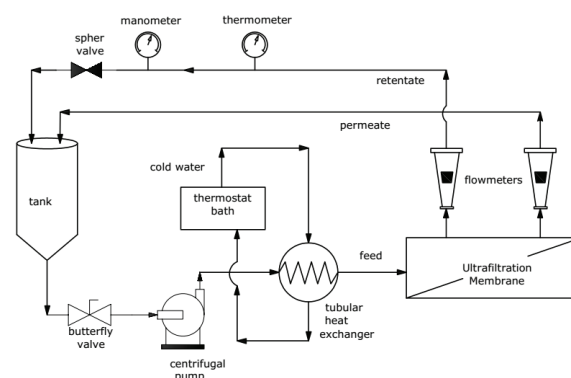 manometer
thermometer
spher
valve
retentate
permeate
cold water
thermostat
bath
flowmeters
tank
feed
Ultrafiltration
Membrane
tubular
heat
exchanger
butterfly
valve
centrifugal
pump